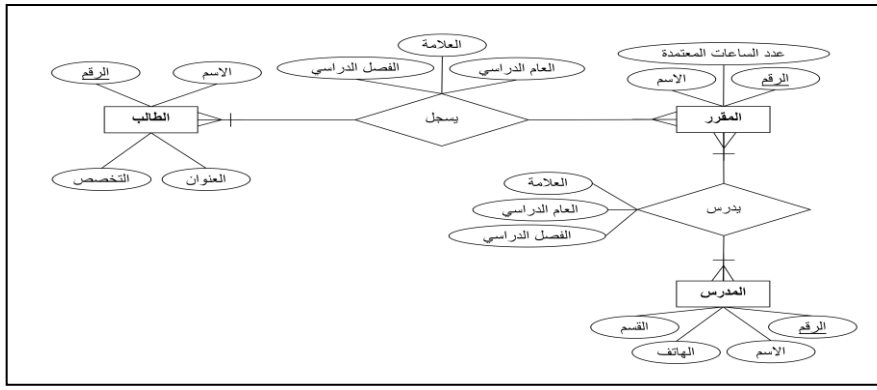 العلامة
العام الدراسي
الفصل الدراسي
عدد الساعات المعتمدة
الرقم
الاسم
الاسم
الرقم
المقرر
يسجل
الطالب
العنوان
التخصص
العلامة
العام الدراسي
الفصل الدراسي
يدرس
المدرس
الرقم
الاسم
الهاتف
القسم